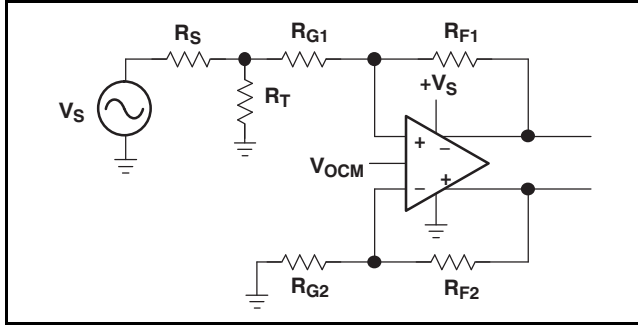 R_S
R_G1
R_F1
+V_S
V_S
R_T
+
−
V_OCM
−
+
R_G2
R_F2